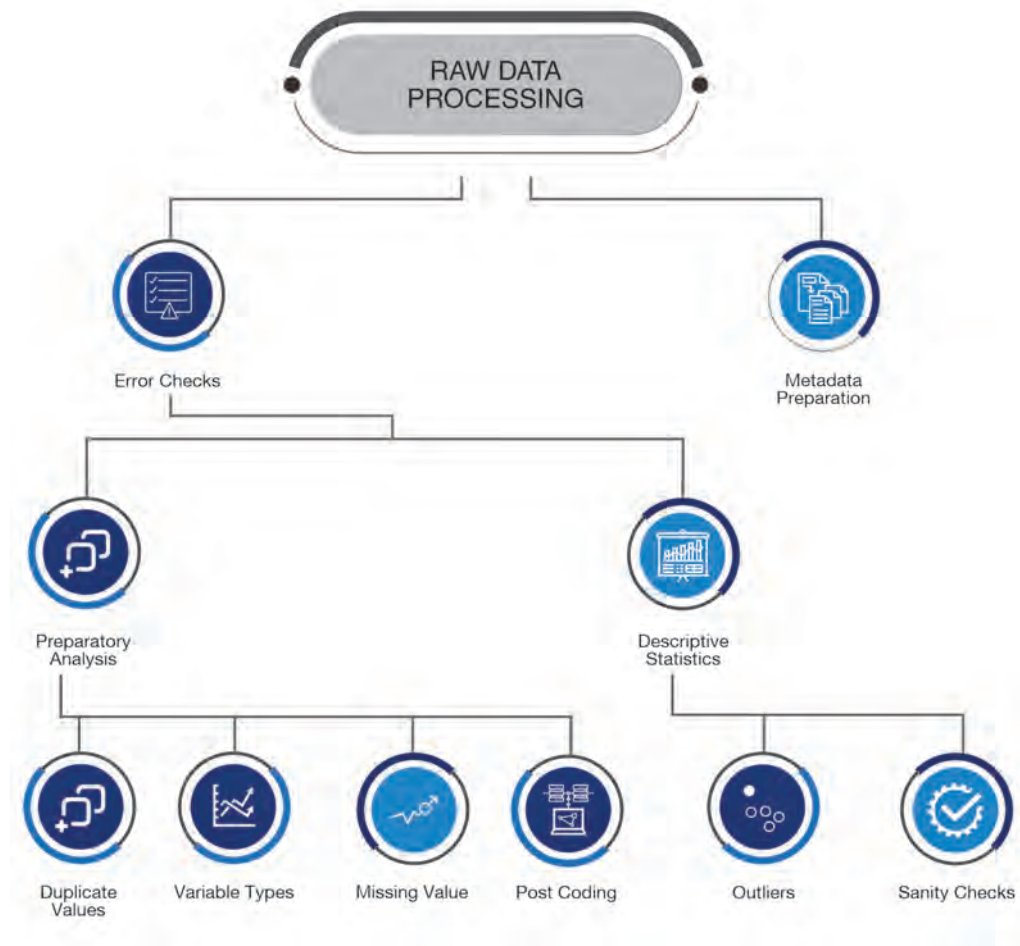 RAW DATA
PROCESSING
Error Checks
Metadata
Preparation
Preparatory
Analysis
Descriptive
Statistics
Duplicate
Values
Variable Types
Missing Value
Post Coding
Outliers
Sanity Checks